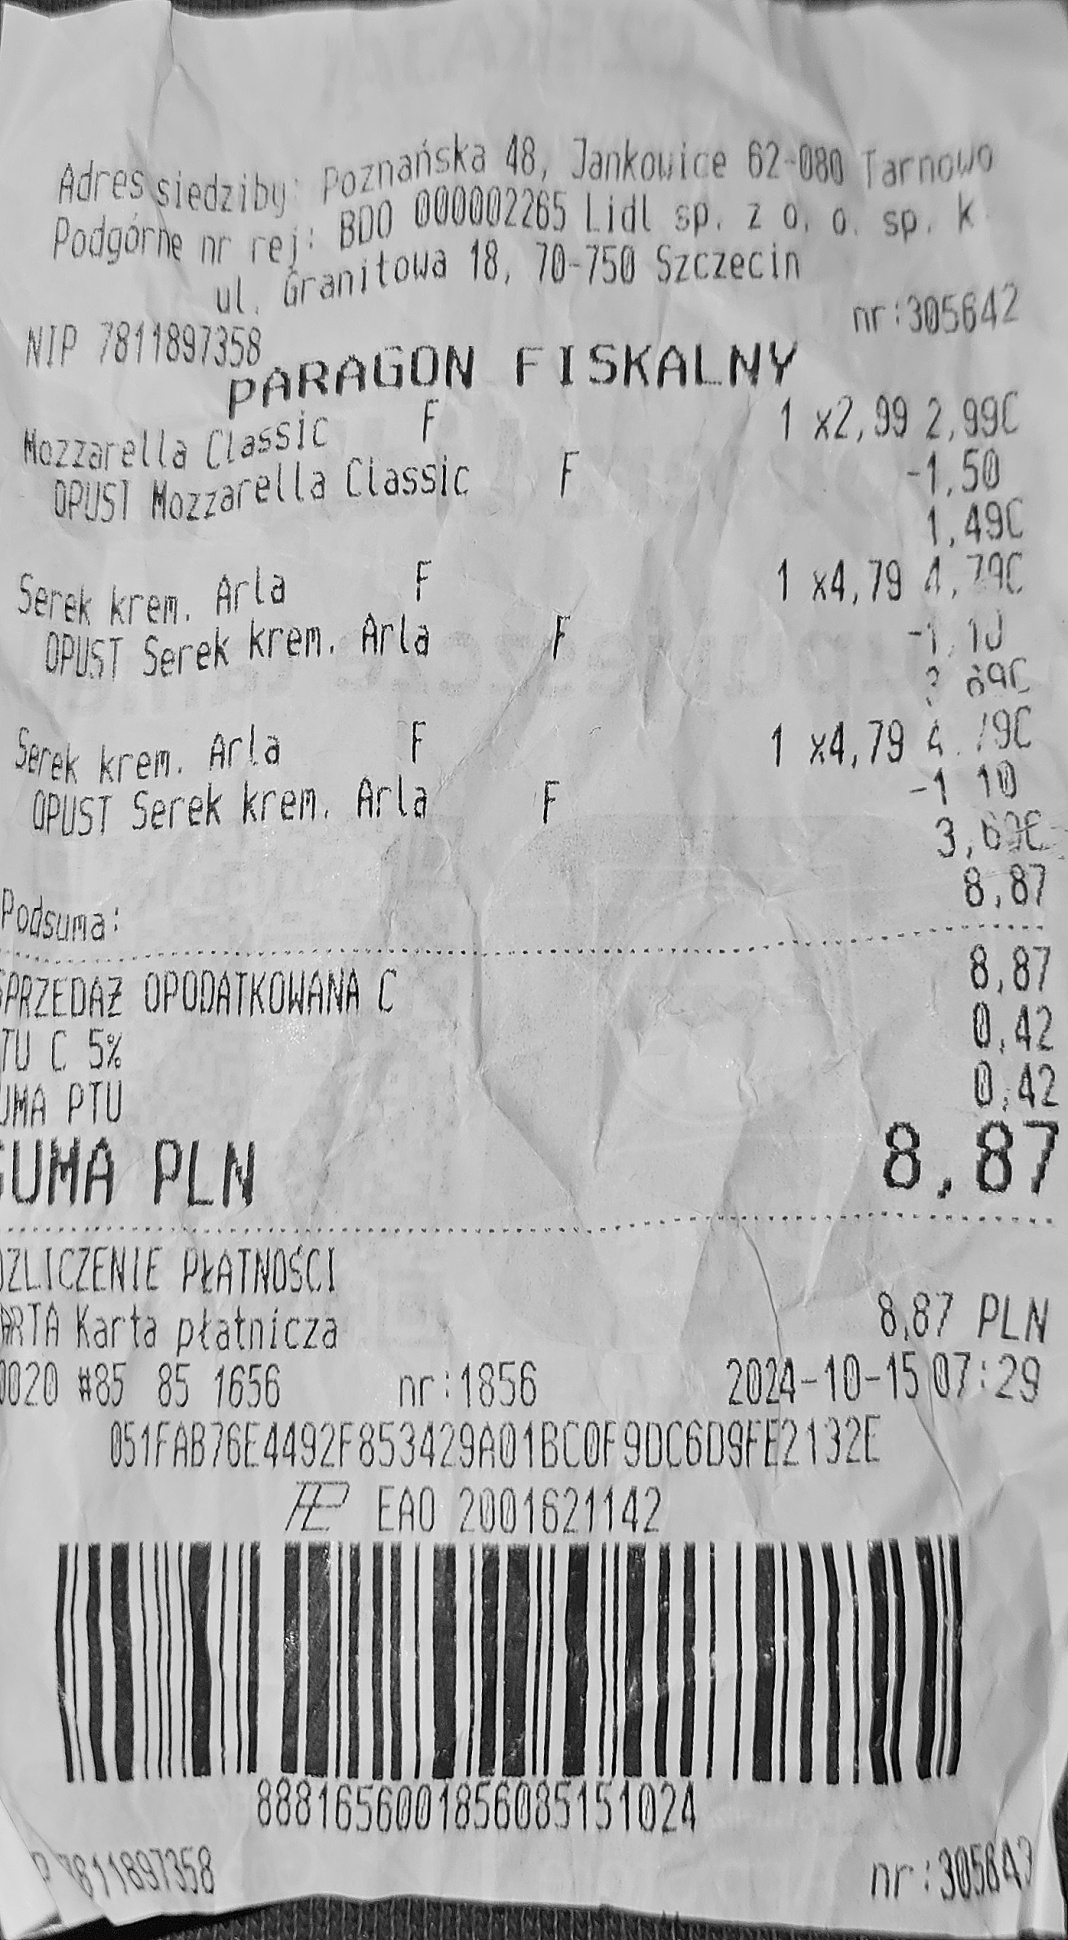 Adres siedziby: Poznańska 48, Jankowice 62-080 Tarnowo
Podgórne nr rej: BDO 000002265 Lidl sp. z o. o. sp. k.
ul. Granitowa 18, 70-750 Szczecin
NIP 7811897358 nr:305642
PARAGON FISKALNY
Mozzarella Classic F 1 x2,99 2,99C
OPUST Mozzarella Classic F -1,50
1,49C
Serek krem. Arla F 1 x4,79 4,79C
OPUST Serek krem. Arla F -1,10
69C
Serek krem. Arla F 1 x4,79 4,79C
OPUST Serek krem. Arla F -1 10
3,69C
Podsuma: 8,87
SPRZEDAŻ OPODATKOWANA C 8,87
TU C 5% 0,42
UMA PTU 0,42
SUMA PLN 8,87
OZLICZENIE PŁATNOŚCI
ARTA Karta płatnicza 8,87 PLN
0020 #85 85 1656 nr:1856 2024-10-15 07:29
051FAB76E4492F853429A01BC0F9DC6D9FE2132E
EAO 2001621142
888165600185608515​1024
P 7811897358 nr:305643